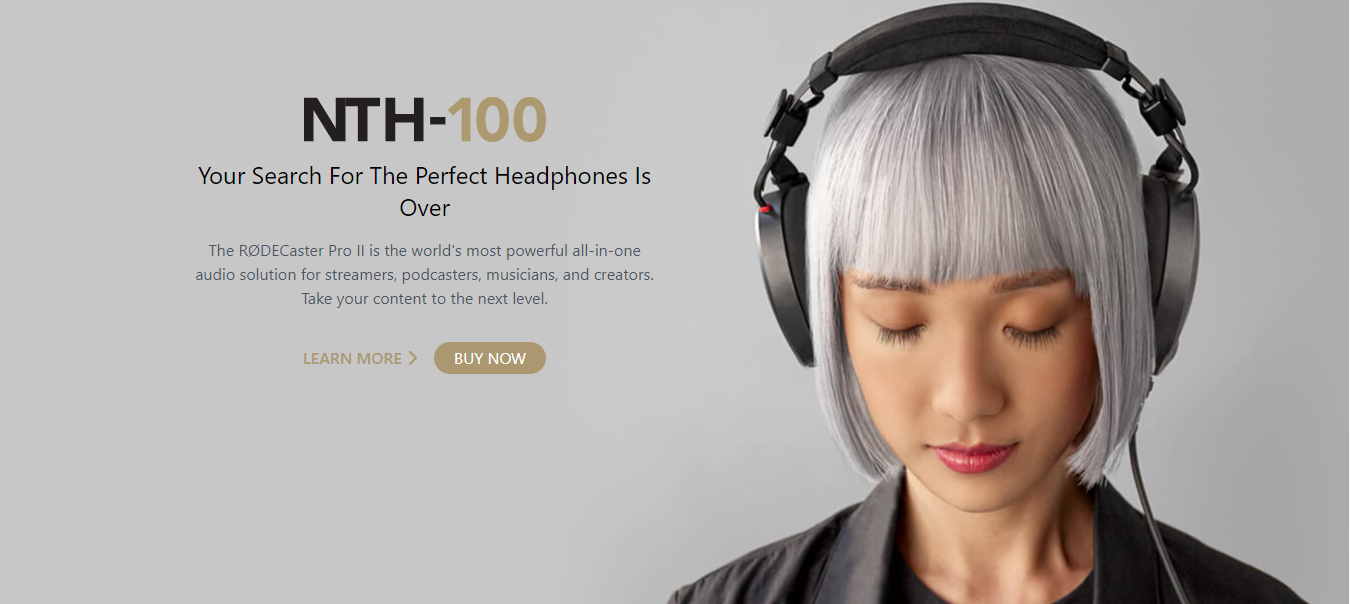 NTH-100
Your Search For The Perfect Headphones Is
Over
The RØDECaster Pro II is the world's most powerful all-in-one
audio solution for streamers, podcasters, musicians, and creators.
Take your content to the next level.
LEARN MORE
BUY NOW